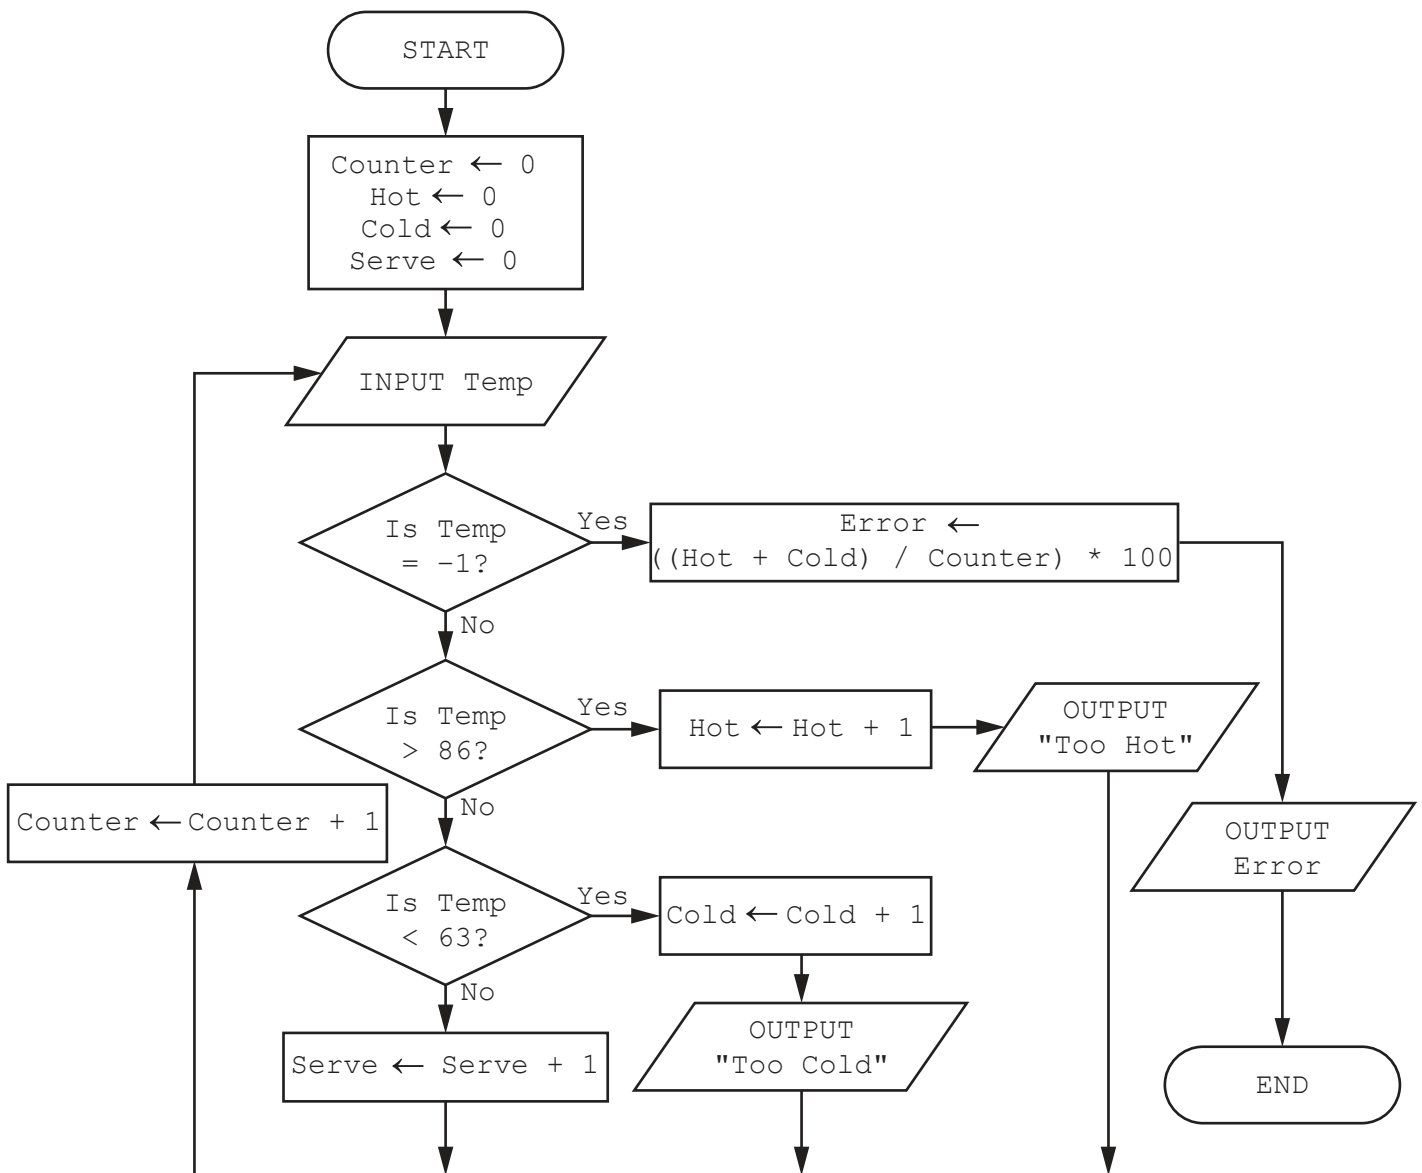 START
Counter ← 0
Hot ← 0
Cold ← 0
Serve ← 0
INPUT Temp
Is Temp
= –1?
Yes
Error ←
((Hot + Cold) / Counter) * 100
No
Is Temp
> 86?
Yes
Hot ← Hot + 1
OUTPUT
"Too Hot"
No
Counter ← Counter + 1
OUTPUT
Error
Is Temp
< 63?
Yes
Cold ← Cold + 1
No
OUTPUT
"Too Cold"
Serve ← Serve + 1
END